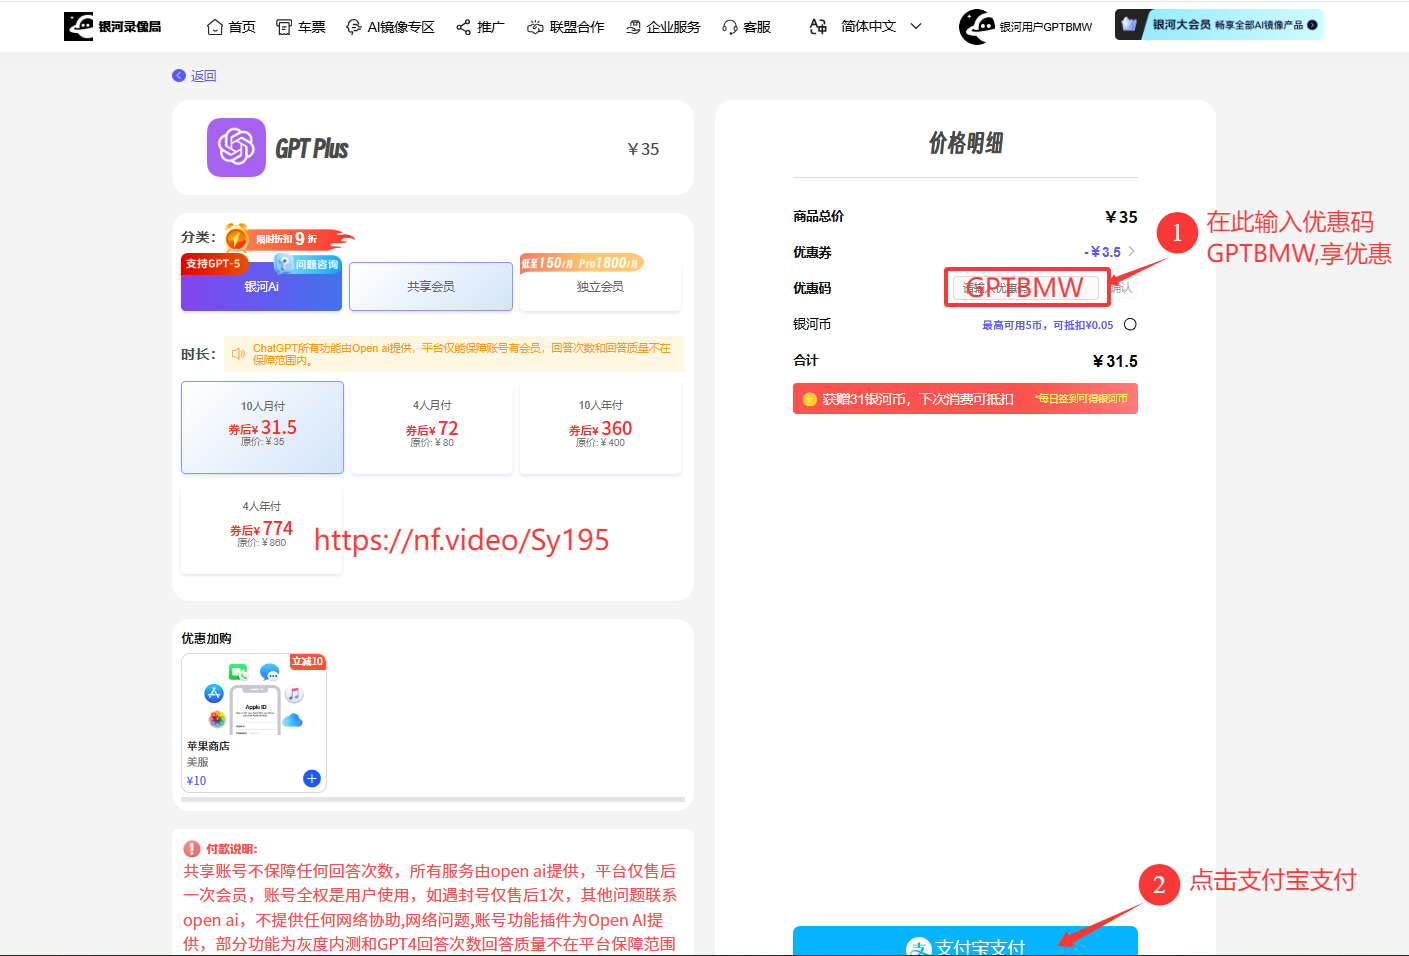 银河录像局
首页
车票
AI镜像专区
推广
联盟合作
企业服务
客服
简体中文
银河用户GPTBMW
银河大会员 畅享全部AI镜像产品
返回
GPT Plus
¥35
分类：
限时折扣9折
支持GPT-5
问题咨询
银河Ai
共享会员
低至150/月 Pro1800/月
独立会员
时长：
ChatGPT所有功能由Open ai提供，平台仅能保障账号有会员，回答次数和回答质量不在
保障范围内。
10人月付
券后¥31.5
原价:¥35
4人月付
券后¥72
原价:¥80
10人年付
券后¥360
原价:¥400
4人年付
券后¥774
原价:¥860
https://nf.video/Sy195
优惠加购
立减10
Apple ID
苹果商店
美服
¥10
付款说明:
共享账号不保障任何回答次数，所有服务由open ai提供，平台仅售后
一次会员，账号全权是用户使用，如遇封号仅售后1次，其他问题联系
open ai，不提供任何网络协助,网络问题,账号功能插件为Open AI提
供，部分功能为灰度内测和GPT4回答次数回答质量不在平台保障范围
价格明细
商品总价
¥35
优惠券
-¥3.5
优惠码
GPTBMW
确认
银河币
最高可用5币，可抵扣¥0.05
合计
¥31.5
获赠31银河币，下次消费可抵扣
*每日签到可得银河币
1
在此输入优惠码
GPTBMW,享优惠
2
点击支付宝支付
支付宝支付